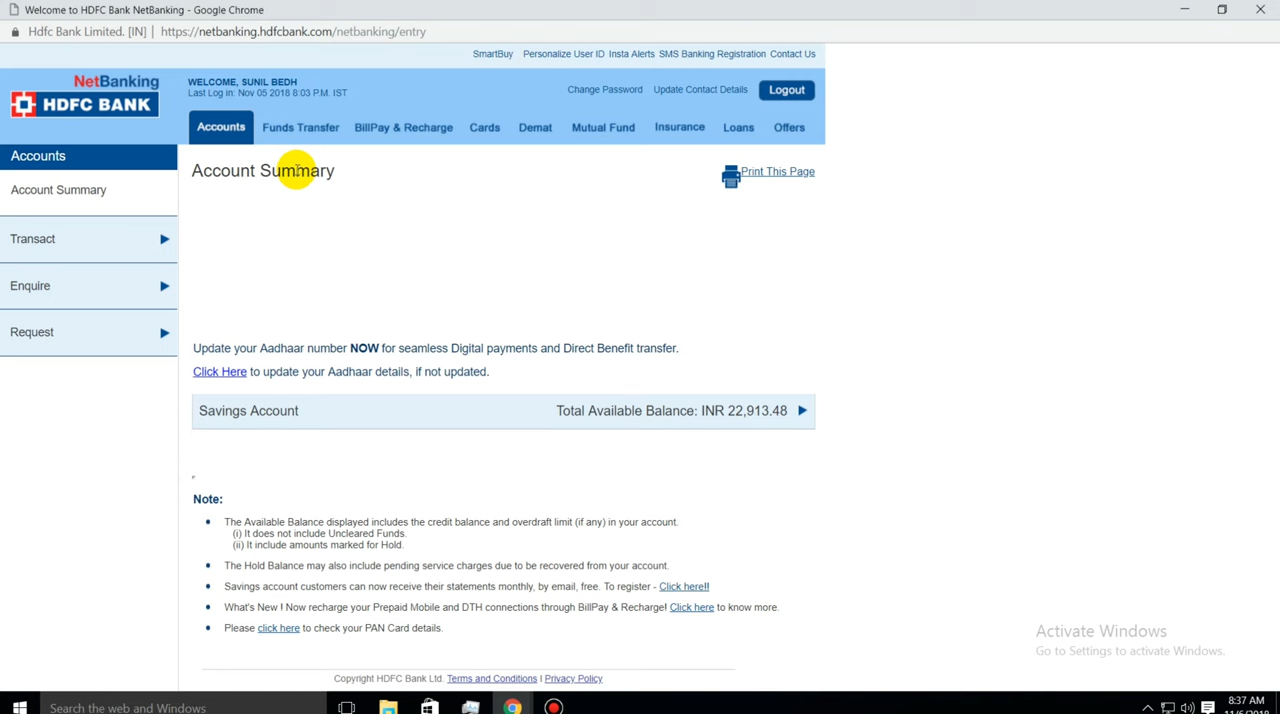 Welcome to HDFC Bank NetBanking - Google Chrome
Hdfc Bank Limited. [IN] | https://netbanking.hdfcbank.com/netbanking/entry
SmartBuy Personalize User ID Insta Alerts SMS Banking Registration Contact Us
NetBanking
HDFC BANK
WELCOME, SUNIL BEDH
Last Log in: Nov 05 2018 8:03 P.M. IST
Change Password Update Contact Details Logout
Accounts Funds Transfer BillPay & Recharge Cards Demat Mutual Fund Insurance Loans Offers
Accounts
Account Summary
Transact
Enquire
Request
Account Summary
Print This Page
Update your Aadhaar number NOW for seamless Digital payments and Direct Benefit transfer.
Click Here to update your Aadhaar details, if not updated.
Savings Account Total Available Balance: INR 22,913.48
Note:
The Available Balance displayed includes the credit balance and overdraft limit (if any) in your account.
(i) It does not include Uncleared Funds.
(ii) It include amounts marked for Hold.
The Hold Balance may also include pending service charges due to be recovered from your account.
Savings account customers can now receive their statements monthly, by email, free. To register - Click here!!
What's New ! Now recharge your Prepaid Mobile and DTH connections through BillPay & Recharge! Click here to know more.
Please click here to check your PAN Card details.
Copyright HDFC Bank Ltd. Terms and Conditions | Privacy Policy
Activate Windows
Go to Settings to activate Windows.
Search the web and Windows
8:37 AM
11/6/2018